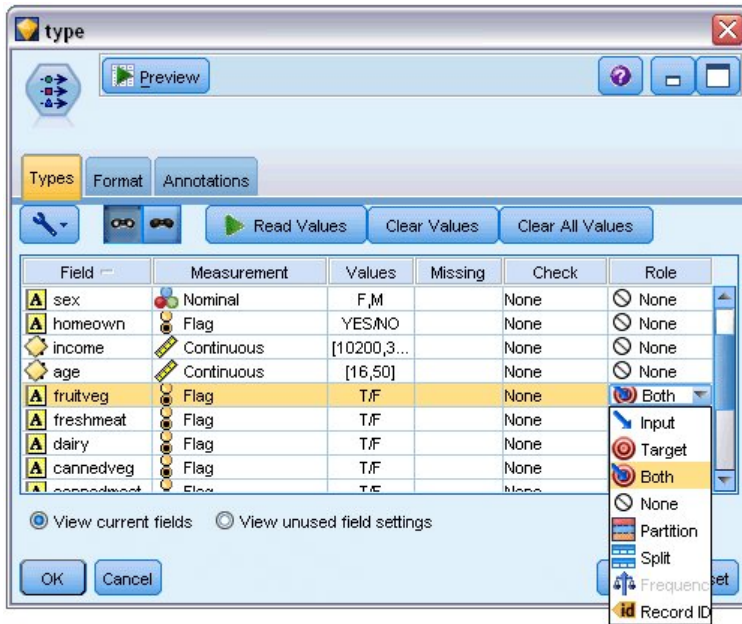 type
Preview
Types Format Annotations
Read Values Clear Values Clear All Values
Field Measurement Values Missing Check Role
A sex Nominal F,M None None
A homeown Flag YES/NO None None
income Continuous [10200,3... None None
age Continuous [16,50] None None
A fruitveg Flag T/F None Both
A freshmeat Flag T/F None
A dairy Flag T/F None
A cannedveg Flag T/F None
Input
Target
Both
None
Partition
Split
Frequenc
id Record ID
View current fields View unused field settings
OK Cancel